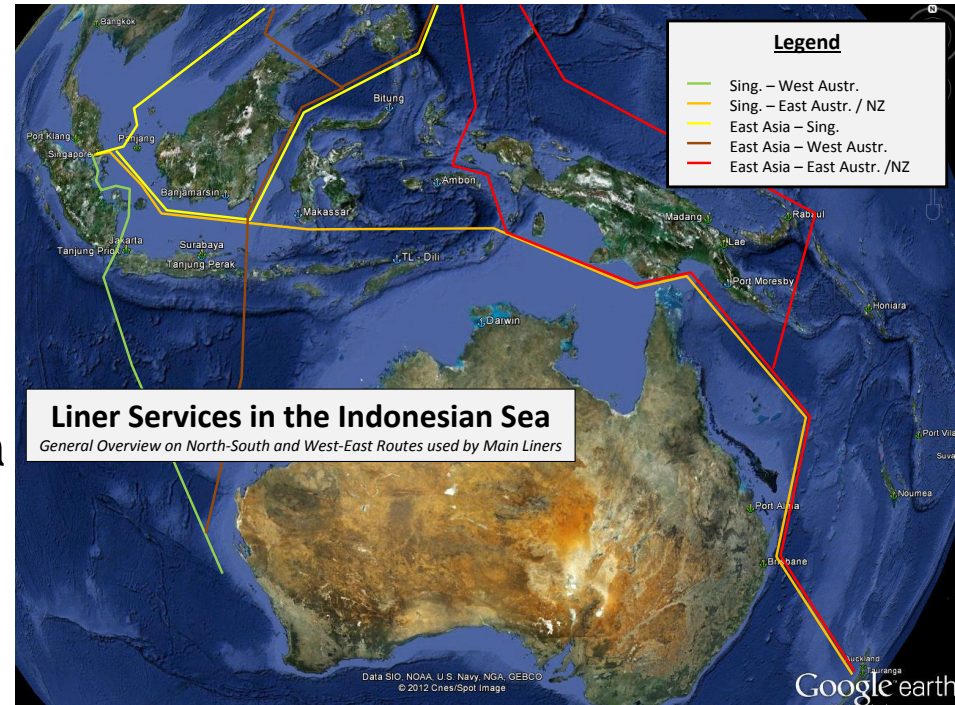 Bangkok
Legend
Sing. – West Austr.
Sing. – East Austr. / NZ
East Asia – Sing.
East Asia – West Austr.
East Asia – East Austr. /NZ
Bitung
Port Klang
Panjang
Singapore
Banjamarsin
Makassar
Ambon
Madang
Rabaul
Lae
Jakarta
Tanjung Priok
Surabaya
Tanjung Perak
TL - Dili
Port Moresby
Honiara
Darwin
Liner Services in the Indonesian Sea
General Overview on North-South and West-East Routes used by Main Liners
Port Vila
Suva
Noumea
Port Alma
Brisbane
Auckland
Tauranga
Data SIO, NOAA, U.S. Navy, NGA, GEBCO
© 2012 Cnes/Spot Image
Google earth